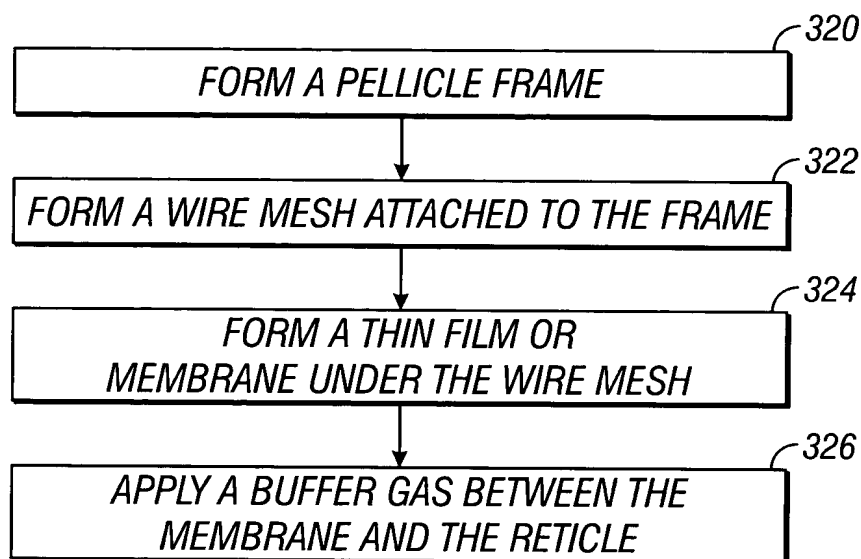 320
FORM A PELLICLE FRAME
322
FORM A WIRE MESH ATTACHED TO THE FRAME
324
FORM A THIN FILM OR
MEMBRANE UNDER THE WIRE MESH
326
APPLY A BUFFER GAS BETWEEN THE
MEMBRANE AND THE RETICLE